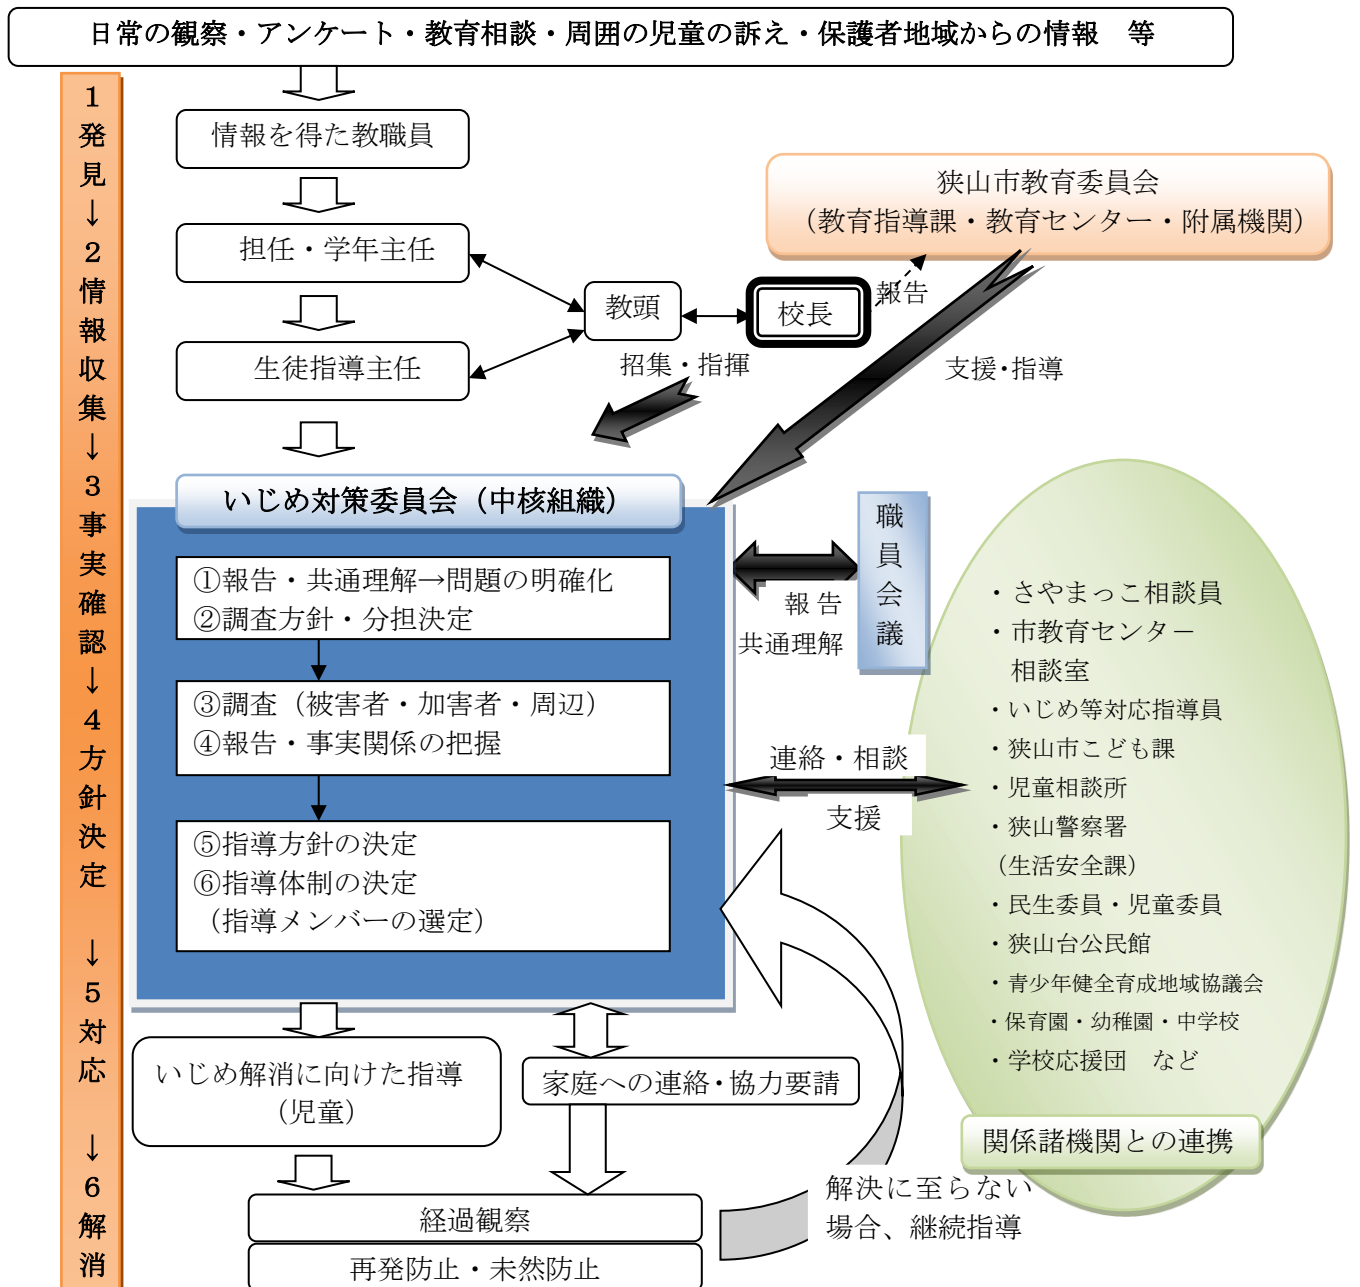 日常の観察・アンケート・教育相談・周囲の児童の訴え・保護者地域からの情報　等
1発見→2情報収集→3事実確認→4方針決定　→5対応　→6解消
情報を得た教職員
担任・学年主任
生徒指導主任
教頭
校長
報告
招集・指揮
狭山市教育委員会
（教育指導課・教育センター・附属機関）
支援・指導
いじめ対策委員会（中核組織）
①報告・共通理解→問題の明確化
②調査方針・分担決定
③調査（被害者・加害者・周辺）
④報告・事実関係の把握
⑤指導方針の決定
⑥指導体制の決定
（指導メンバーの選定）
職員会議
報告
共通理解
連絡・相談
支援
・さやまっこ相談員
・市教育センター
相談室
・いじめ等対応指導員
・狭山市こども課
・児童相談所
・狭山警察署
（生活安全課）
・民生委員・児童委員
・狭山台公民館
・青少年健全育成地域協議会
・保育園・幼稚園・中学校
・学校応援団　など
関係諸機関との連携
いじめ解消に向けた指導
（児童）
家庭への連絡・協力要請
経過観察
再発防止・未然防止
解決に至らない
場合、継続指導